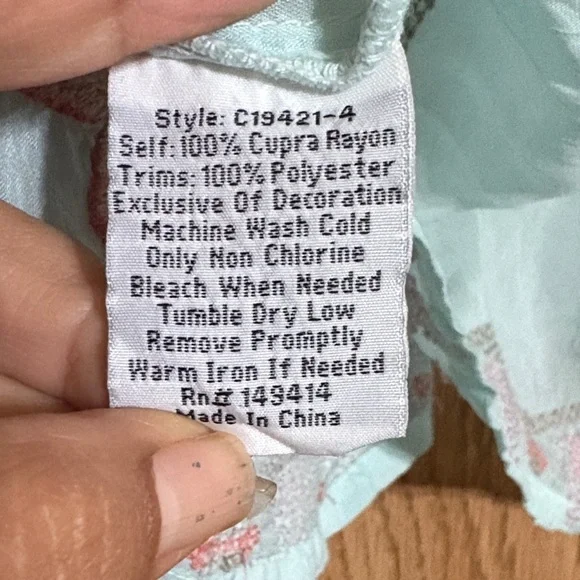 Style: C19421-4
Self:100% Cupra Rayon
Trims:100% Polyester
Exclusive Of Decoration
Machine Wash Cold
Only Non Chlorine
Bleach When Needed
Tumble Dry Low
Remove Promptly
Warm Iron If Needed
Rn# 149414
Made In China